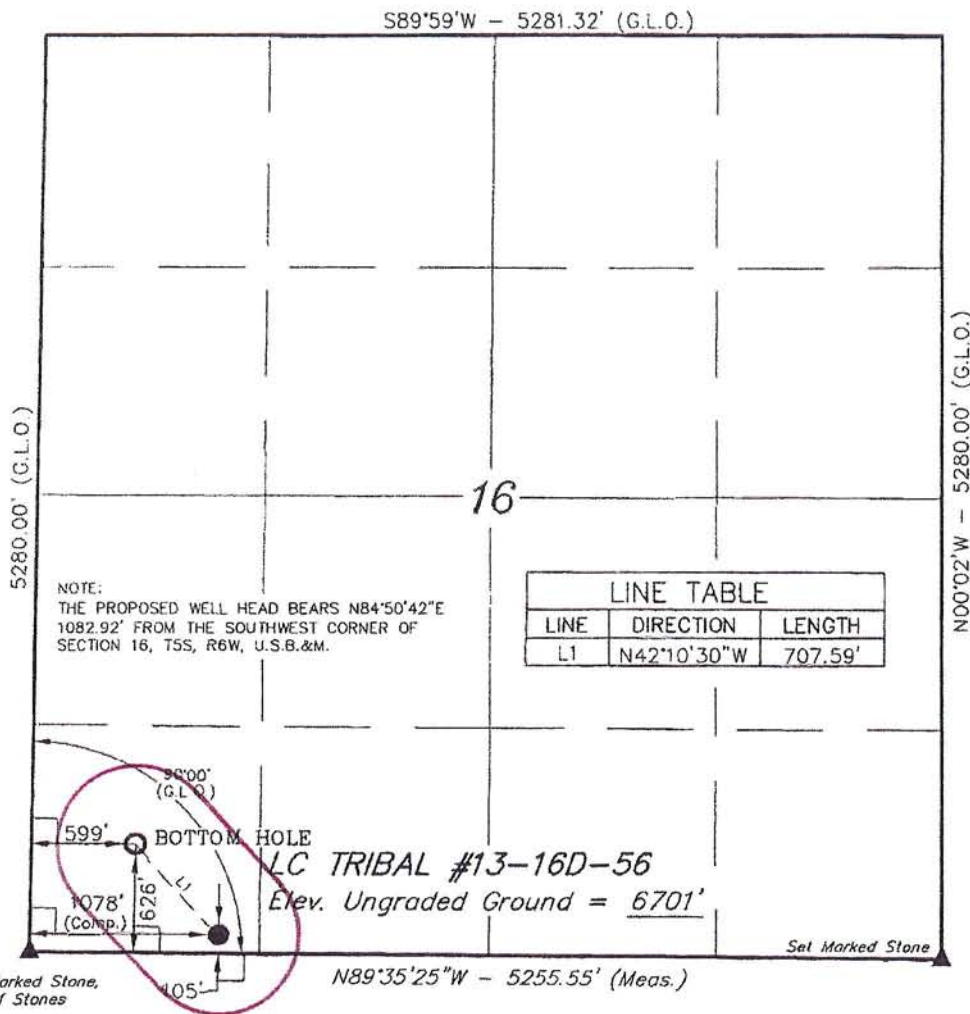 S89°59'W - 5281.32' (G.L.O.)
5280.00' (G.L.O.)
N00°02'W - 5280.00' (G.L.O.)
16
NOTE:
THE PROPOSED WELL HEAD BEARS N84°50'42"E
1082.92' FROM THE SOUTHWEST CORNER OF
SECTION 16, T5S, R6W, U.S.B.&M.
LINE TABLE
LINE DIRECTION LENGTH
L1 N42°10'30"W 707.59'
(G.L.O.)
599'
BOTTOM HOLE
L1
626'
LC TRIBAL #13-16D-56
Elev. Ungraded Ground = 6701'
1078'
(Comp.)
105'
Set Marked Stone
N89°35'25"W - 5255.55' (Meas.)
Marked Stone,
Stones